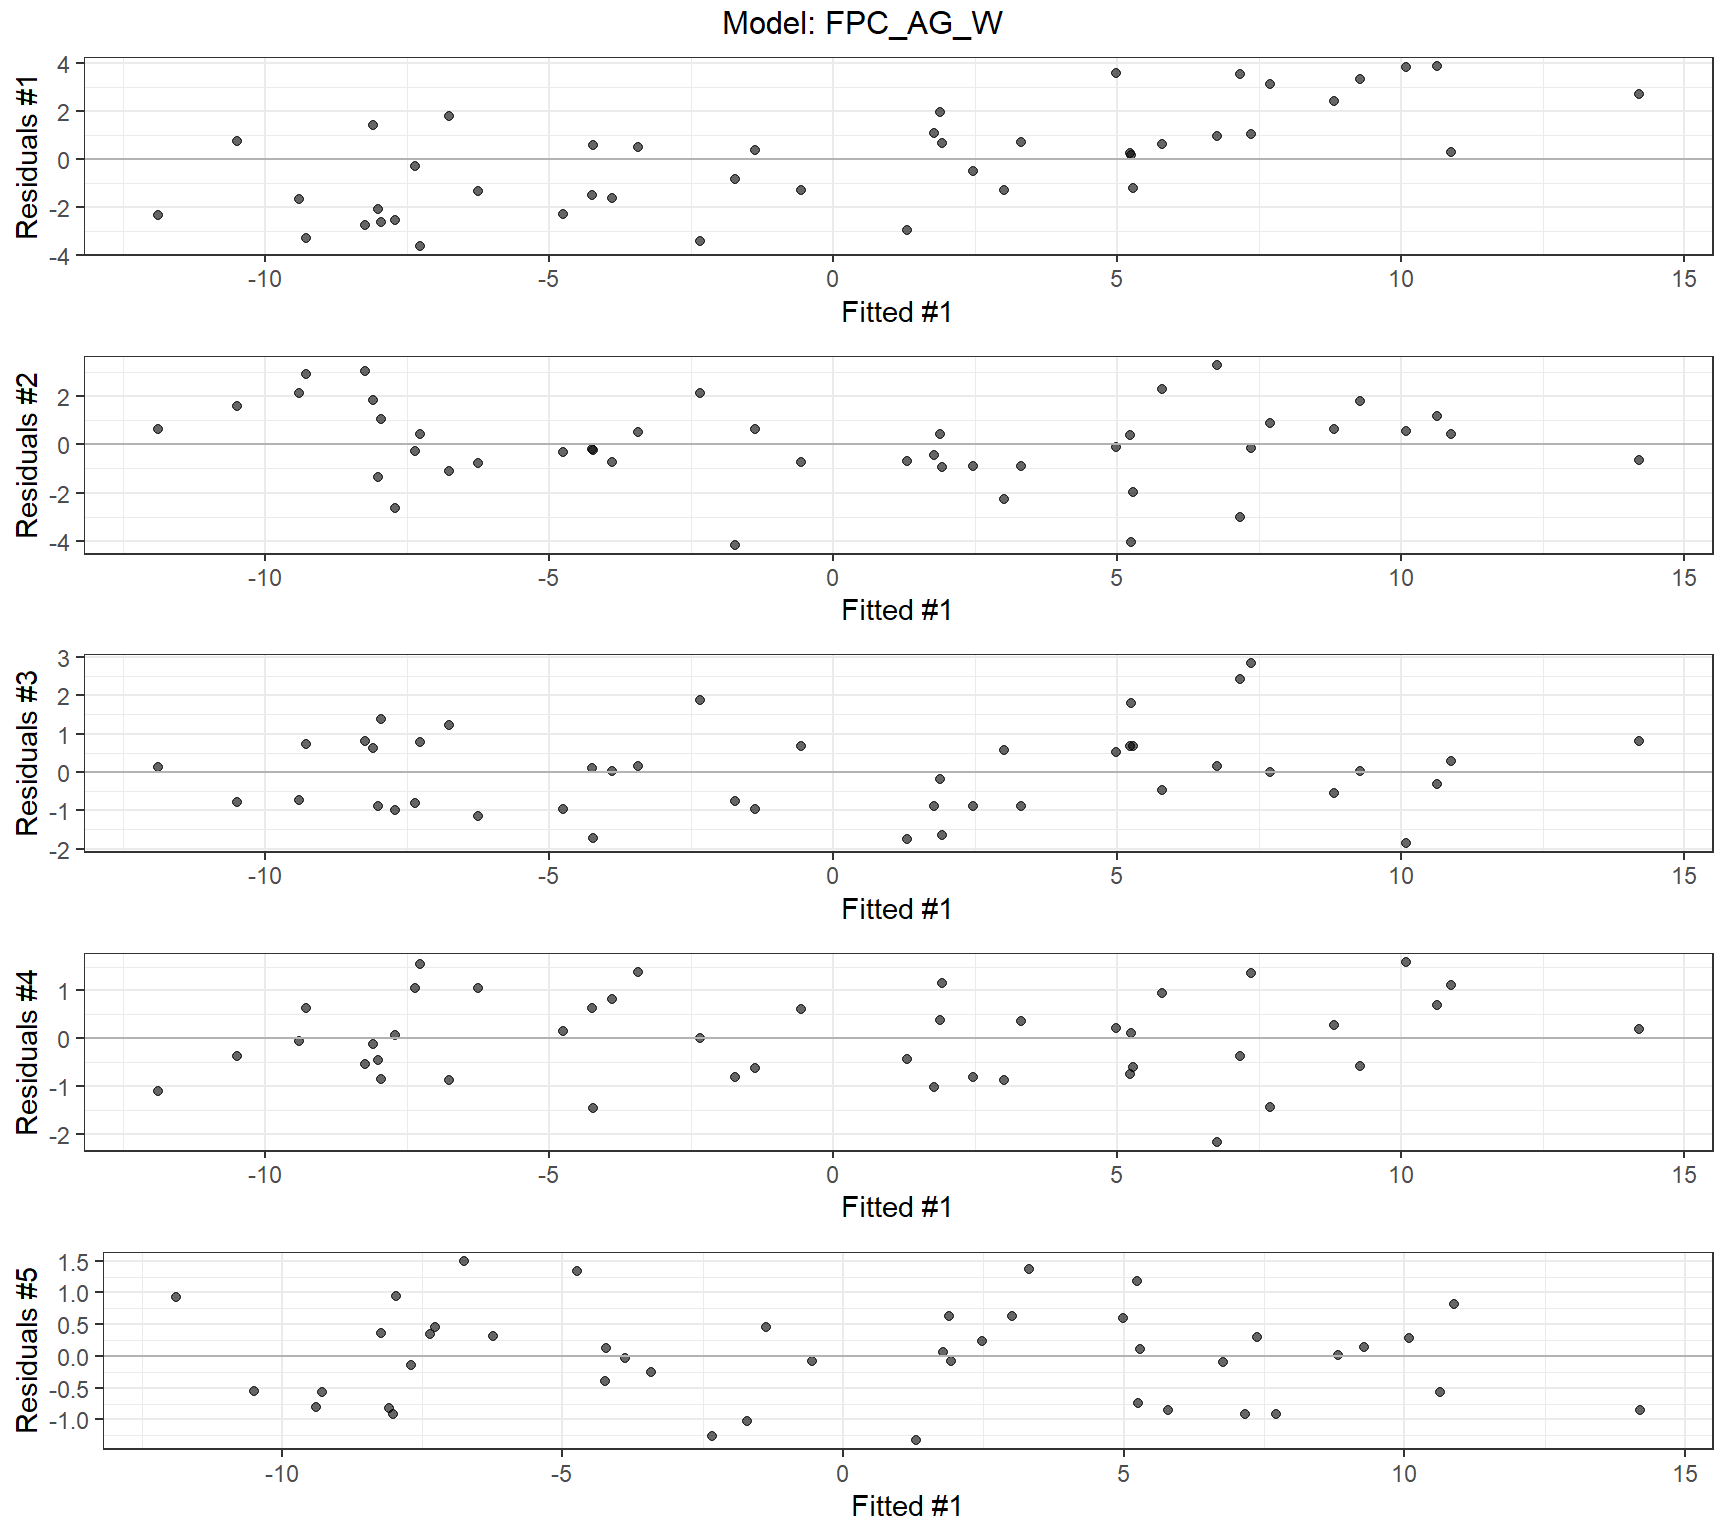 Model: FPC_AG_W
Residuals #1
4
2
0
-2
-4
-10 -5 0 5 10 15
Fitted #1
Residuals #2
2
0
-2
-4
-10 -5 0 5 10 15
Fitted #1
Residuals #3
3
2
1
0
-1
-2
-10 -5 0 5 10 15
Fitted #1
Residuals #4
1
0
-1
-2
-10 -5 0 5 10 15
Fitted #1
Residuals #5
1.5
1.0
0.5
0.0
-0.5
-1.0
-10 -5 0 5 10 15
Fitted #1